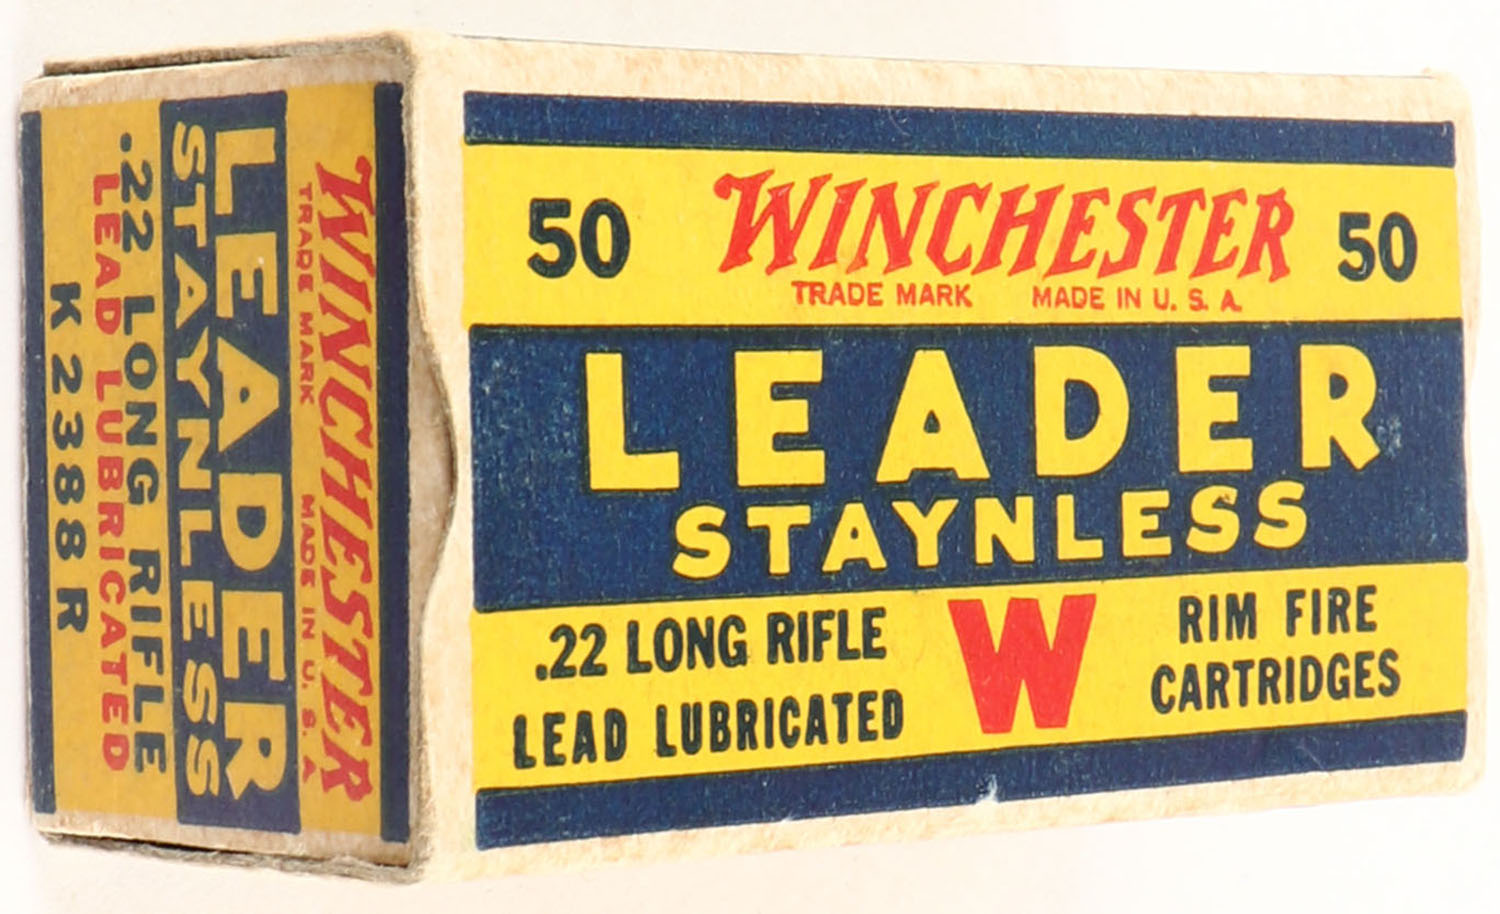 50 WINCHESTER 50
TRADE MARK MADE IN U. S. A.
LEADER
STAYNLESS
.22 LONG RIFLE
LEAD LUBRICATED
W
RIM FIRE
CARTRIDGES
WINCHESTER
TRADE MARK MADE IN U. S. A
LEADER
STAYNLESS
.22 LONG RIFLE
LEAD LUBRICATED
K 2388 R